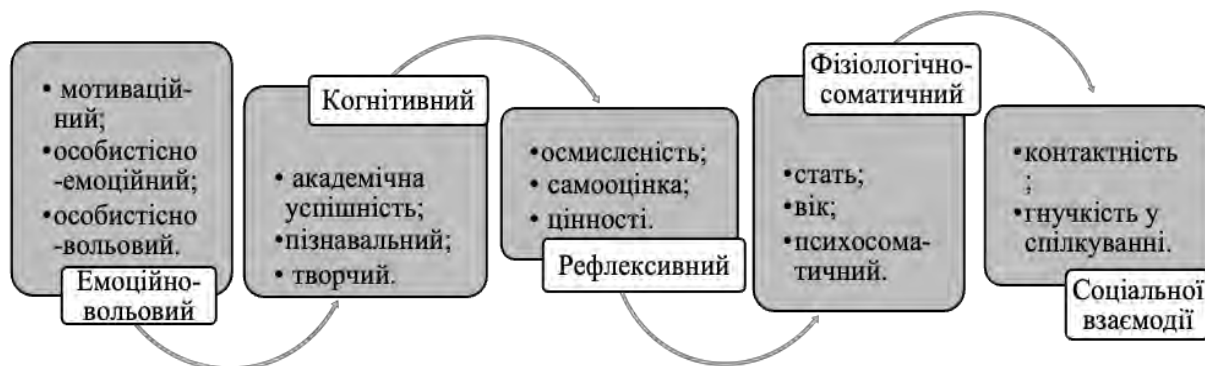 • мотивацій-
ний;
•особистісно
-емоційний;
•особистісно
-вольовий.
Емоційно-
вольовий
Когнітивний
• академічна
успішність;
•пізнавальний;
• творчий.
•осмисленість;
• самооцінка;
• цінності.
Рефлексивний
Фізіологічно-
соматичний
•стать;
•вік;
•психосома-
тичний.
•контактність
;
•гнучкість у
спілкуванні.
Соціальної
взаємодії